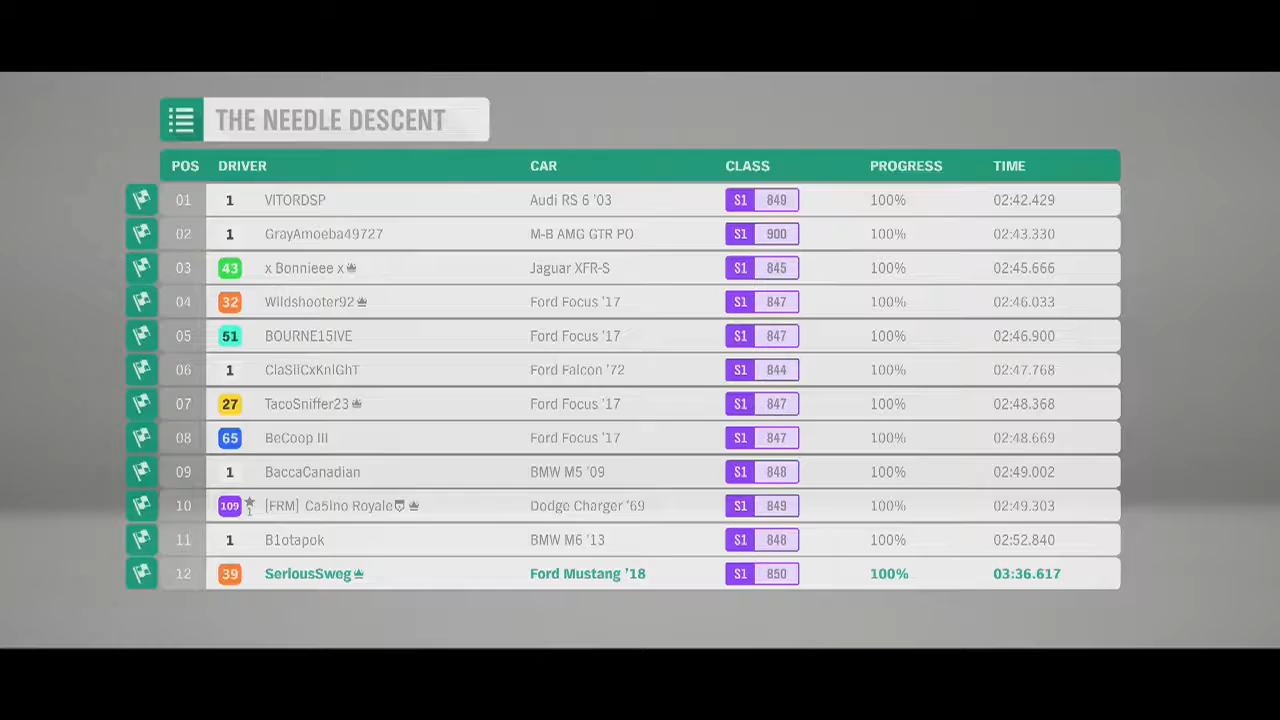 THE NEEDLE DESCENT
POS DRIVER CAR CLASS PROGRESS TIME
01 1 VITORDSP Audi RS 6 '03 S1 849 100% 02:42.429
02 1 GrayAmoeba49727 M-B AMG GTR PO S1 900 100% 02:43.330
03 43 x Bonnieee x Jaguar XFR-S S1 845 100% 02:45.666
04 32 Wildshooter92 Ford Focus '17 S1 847 100% 02:46.033
05 51 BOURNE15IVE Ford Focus '17 S1 847 100% 02:46.900
06 1 ClaSiiCxKnIGhT Ford Falcon '72 S1 844 100% 02:47.768
07 27 TacoSniffer23 Ford Focus '17 S1 847 100% 02:48.368
08 65 BeCoop III Ford Focus '17 S1 847 100% 02:48.669
09 1 BaccaCanadian BMW M5 '09 S1 848 100% 02:49.002
10 109 1 [FRM] Ca5ino Royale Dodge Charger '69 S1 849 100% 02:49.303
11 1 B1otapok BMW M6 '13 S1 848 100% 02:52.840
12 39 SeriousSweg Ford Mustang '18 S1 850 100% 03:36.617